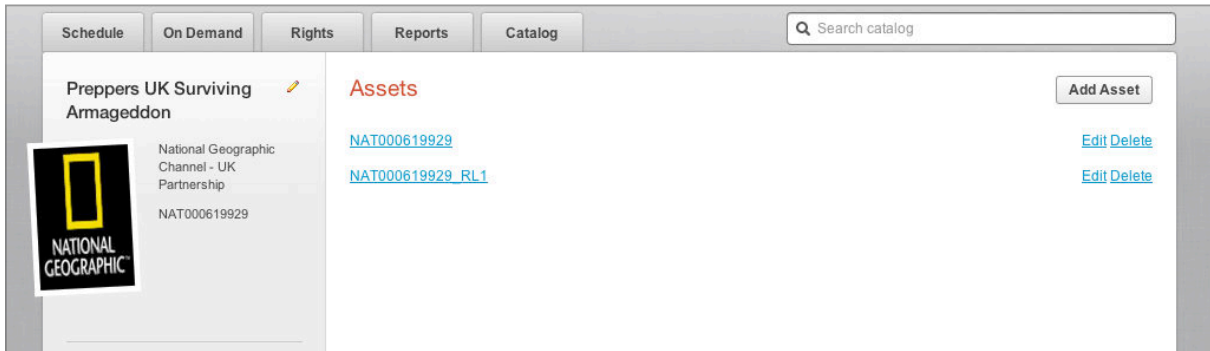 Schedule On Demand Rights Reports Catalog Search catalog
Preppers UK Surviving
Armageddon
National Geographic
Channel - UK
Partnership
NAT000619929
NATIONAL
GEOGRAPHIC™
Assets Add Asset
NAT000619929 Edit Delete
NAT000619929_RL1 Edit Delete